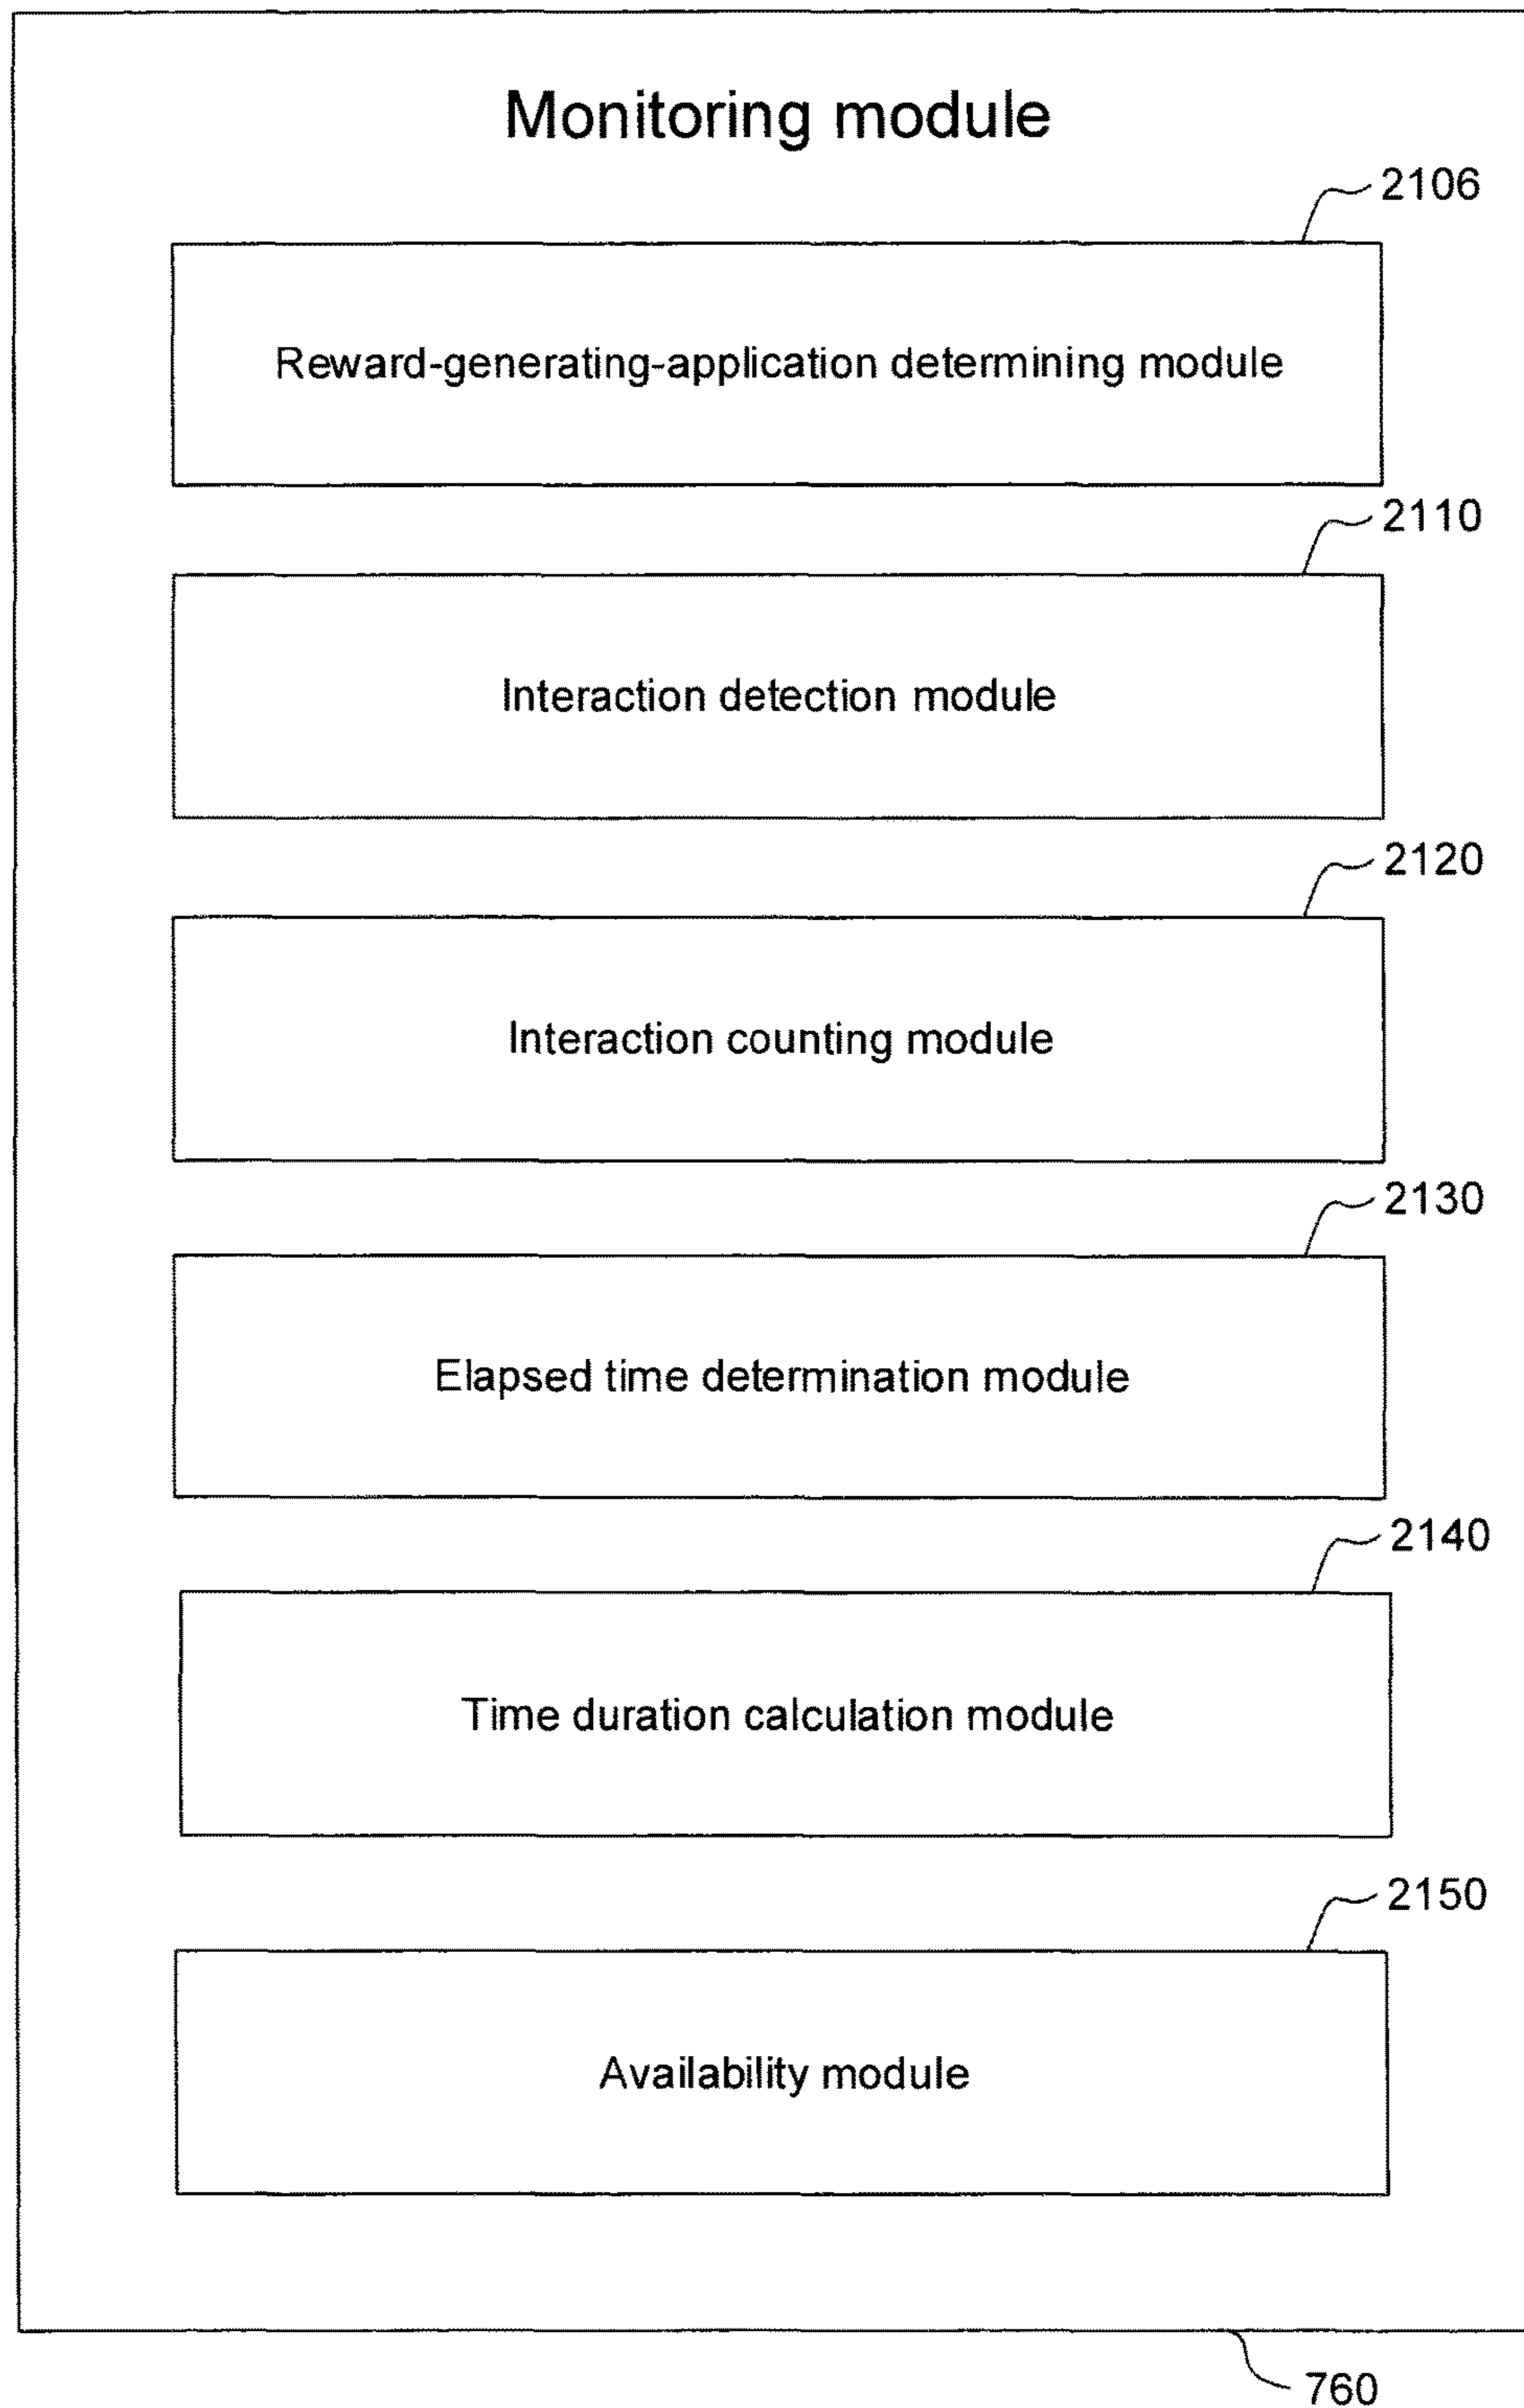 Monitoring module
2106
Reward-generating-application determining module
2110
Interaction detection module
2120
Interaction counting module
2130
Elapsed time determination module
2140
Time duration calculation module
2150
Availability module
760